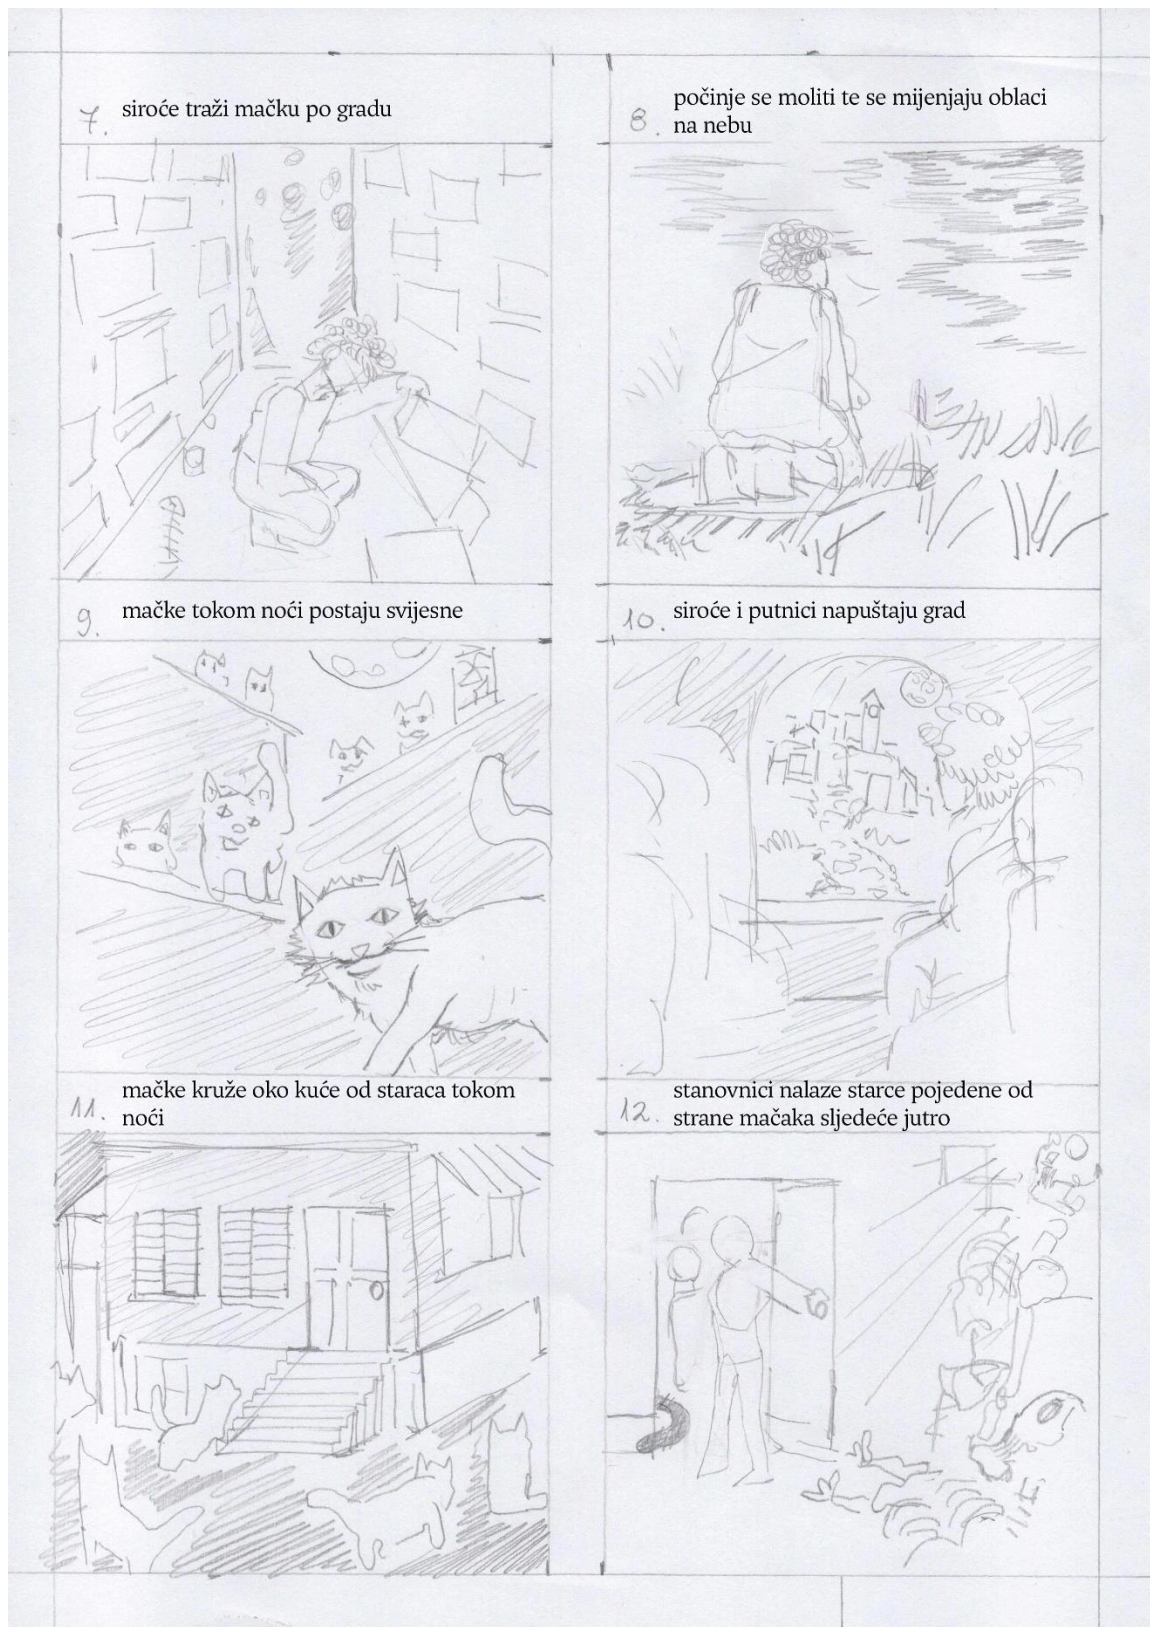 7. siroće traži mačku po gradu
8. počinje se moliti te se mijenjaju oblaci
na nebu
9. mačke tokom noći postaju svijesne
10. siroće i putnici napuštaju grad
11. mačke kruže oko kuće od staraca tokom
noći
12. stanovnici nalaze starce pojedene od
strane mačaka sljedeće jutro